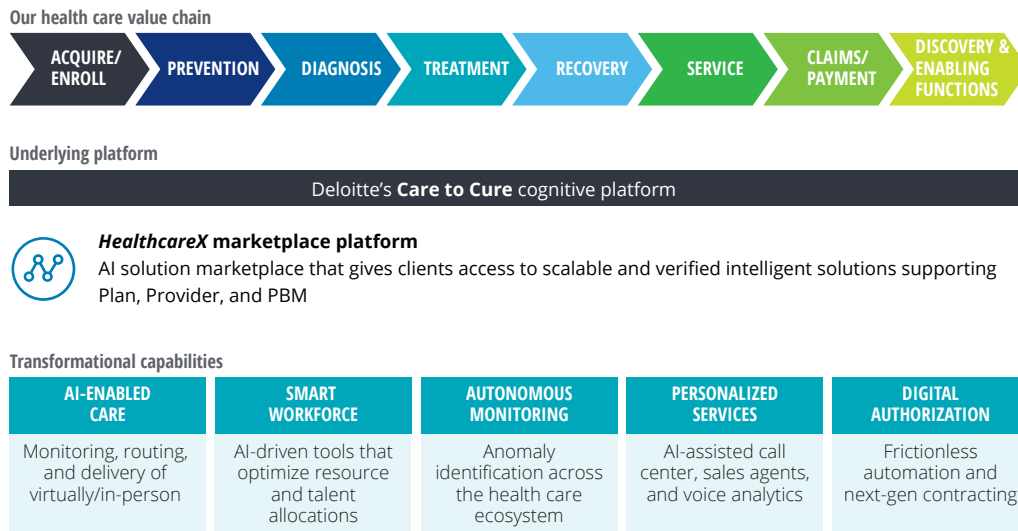 Our health care value chain
ACQUIRE/
ENROLL
PREVENTION
DIAGNOSIS
TREATMENT
RECOVERY
SERVICE
CLAIMS/
PAYMENT
DISCOVERY &
ENABLING
FUNCTIONS
Underlying platform
Deloitte’s Care to Cure cognitive platform
HealthcareX marketplace platform
AI solution marketplace that gives clients access to scalable and verified intelligent solutions supporting
Plan, Provider, and PBM
Transformational capabilities
AI-ENABLED
CARE
Monitoring, routing,
and delivery of
virtually/in-person
SMART
WORKFORCE
AI-driven tools that
optimize resource
and talent
allocations
AUTONOMOUS
MONITORING
Anomaly
identification across
the health care
ecosystem
PERSONALIZED
SERVICES
AI-assisted call
center, sales agents,
and voice analytics
DIGITAL
AUTHORIZATION
Frictionless
automation and
next-gen contracting